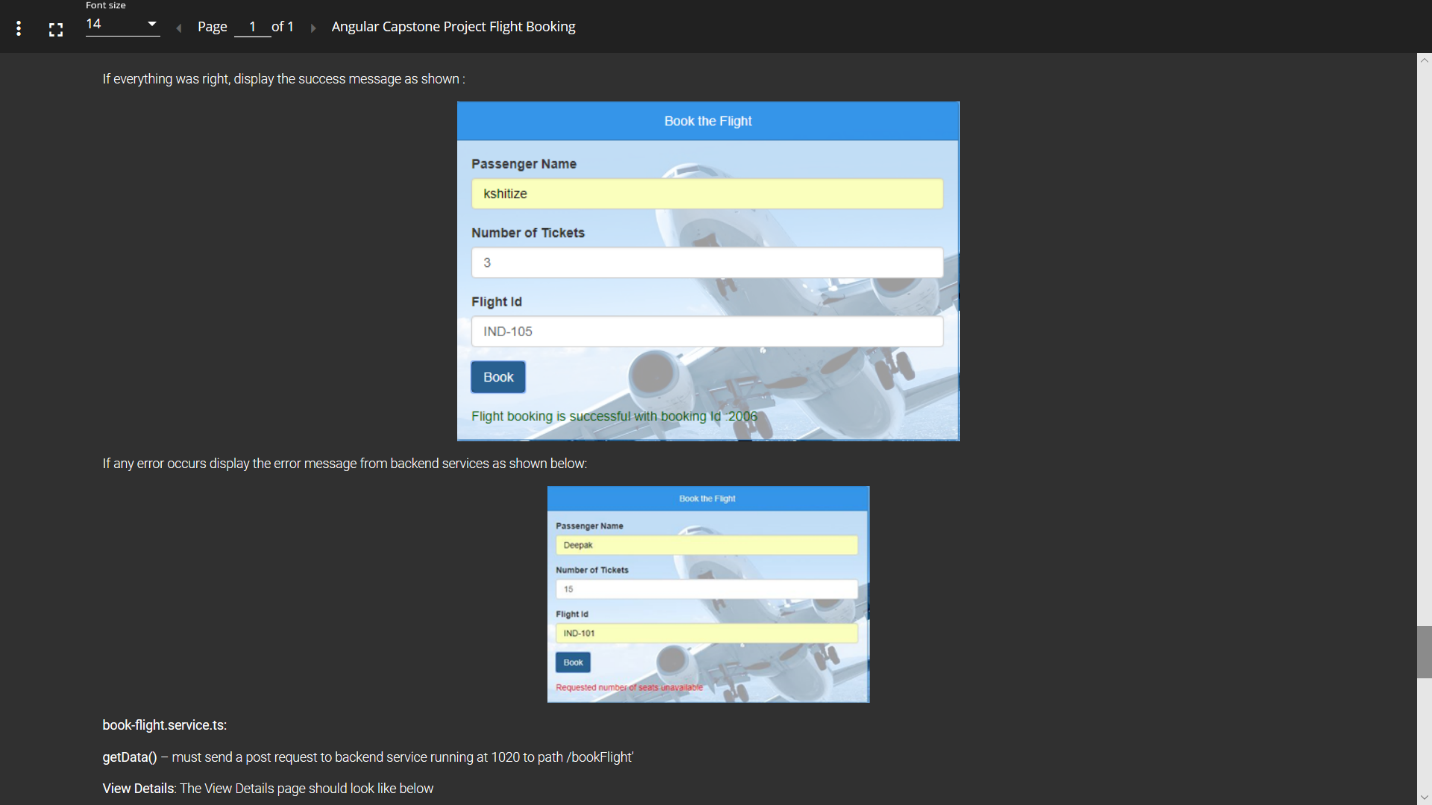 Font size
14
Page 1 of 1
Angular Capstone Project Flight Booking
If everything was right, display the success message as shown :
Book the Flight
Passenger Name
kshitize
Number of Tickets
3
Flight Id
IND-105
Book
Flight booking is successful with booking Id :2006
If any error occurs display the error message from backend services as shown below:
Book the Flight
Passenger Name
Deepak
Number of Tickets
15
Flight Id
IND-101
Book
Requested number of seats unavailable
book-flight.service.ts:
getData() – must send a post request to backend service running at 1020 to path /bookFlight'
View Details: The View Details page should look like below